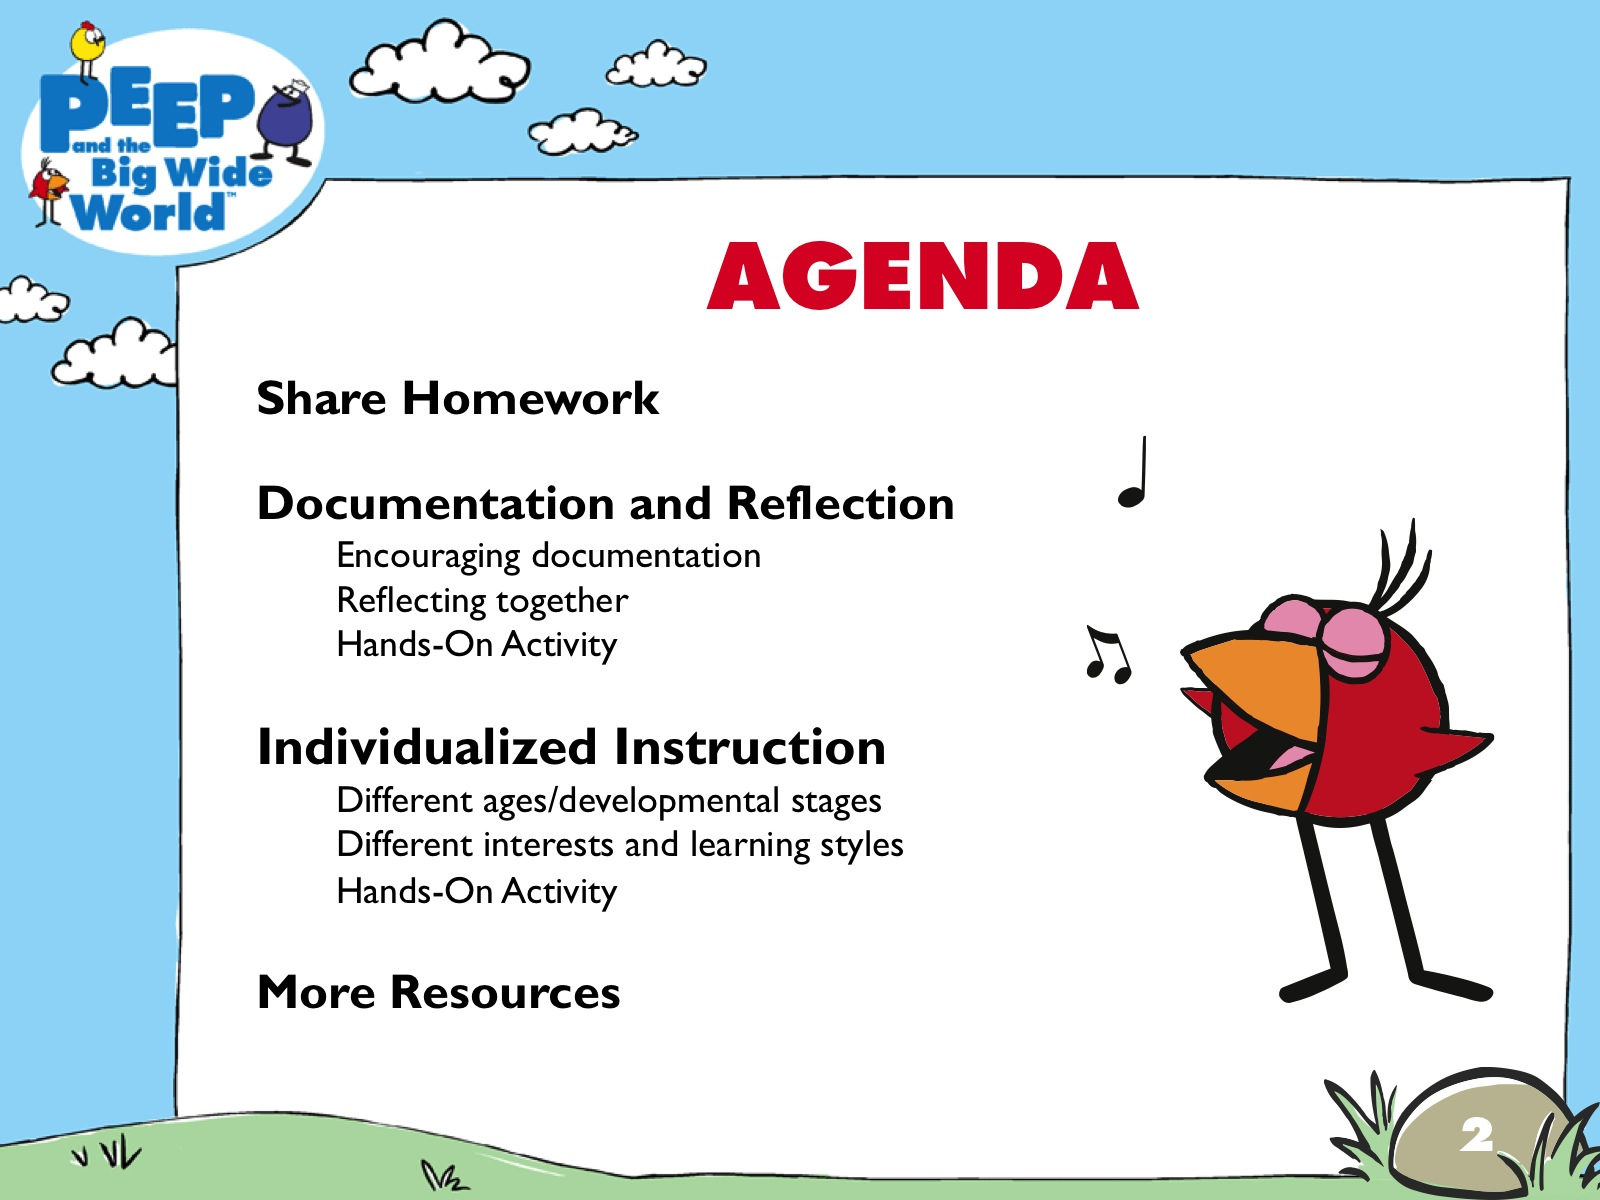 PEEP
and the
Big Wide
World™
AGENDA
Share Homework
Documentation and Reflection
Encouraging documentation
Reflecting together
Hands-On Activity
Individualized Instruction
Different ages/developmental stages
Different interests and learning styles
Hands-On Activity
More Resources
2